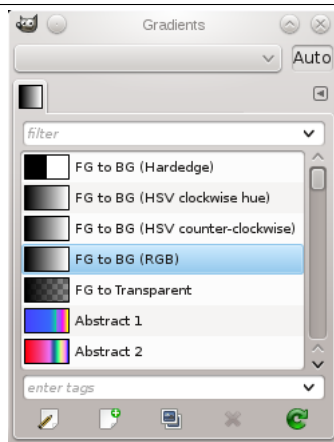 Gradients
Auto
filter
FG to BG (Hardedge)
FG to BG (HSV clockwise hue)
FG to BG (HSV counter-clockwise)
FG to BG (RGB)
FG to Transparent
Abstract 1
Abstract 2
enter tags